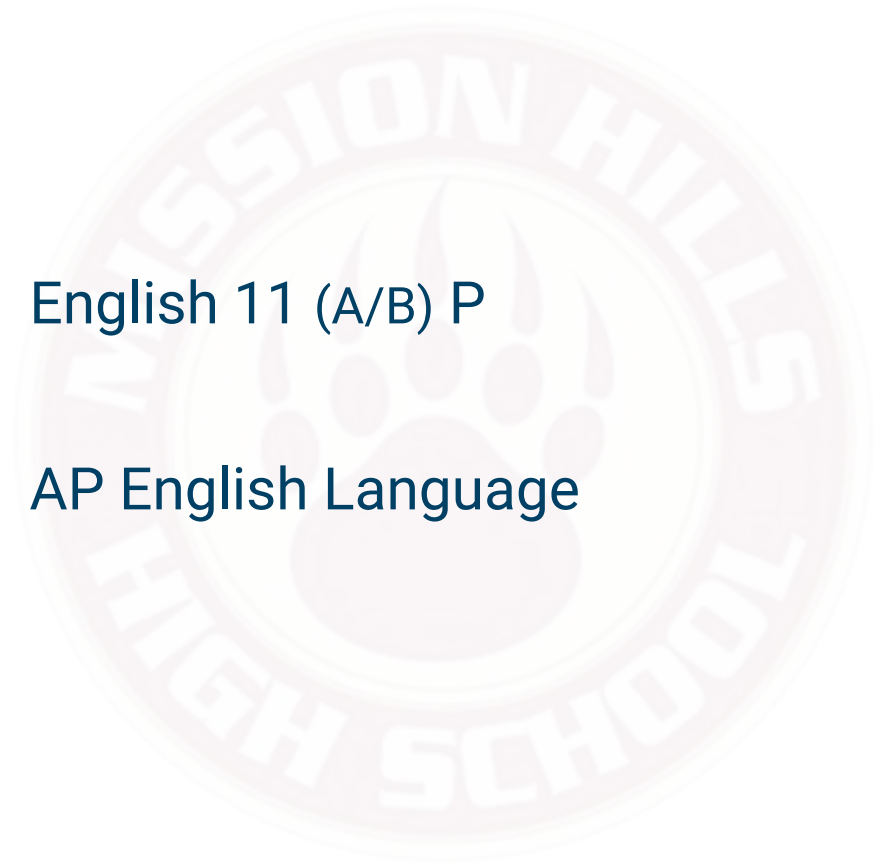 MISSION HILLS
English 11 (A/B) P
AP English Language
HIGH SCHOOL